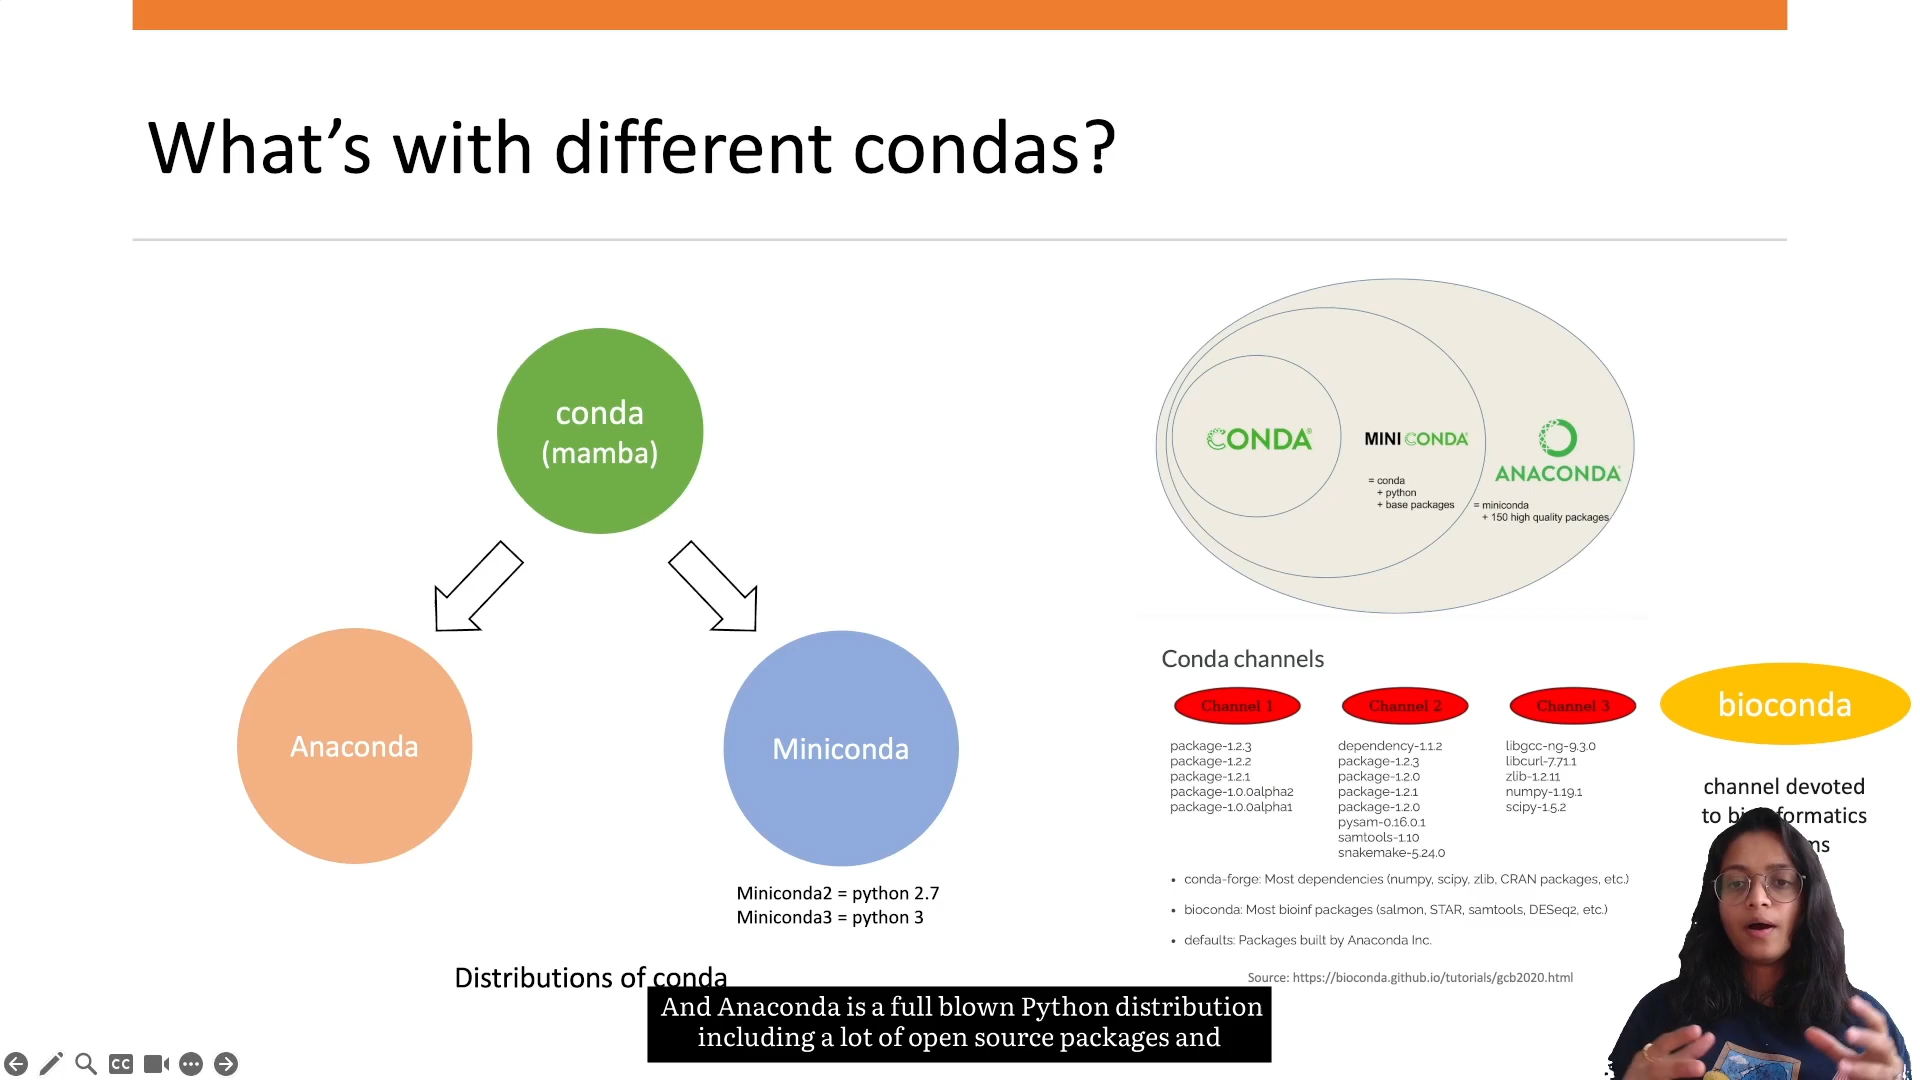 What's with different condas?
conda
(mamba)
Anaconda
Miniconda
Miniconda2 = python 2.7
Miniconda3 = python 3
Distributions of conda
CONDA
MINICONDA
= conda
+ python
+ base packages
ANACONDA
= miniconda
+ 150 high quality packages
Conda channels
Channel 1
package-1.2.3
package-1.2.2
package-1.2.1
package-1.0.0alpha2
package-1.0.0alpha1
Channel 2
dependency-1.1.2
package-1.2.3
package-1.2.0
package-1.2.1
package-1.2.0
pysam-0.16.0.1
samtools-1.10
snakemake-5.24.0
Channel 3
libgcc-ng-9.3.0
libcurl-7.71.1
zlib-1.2.11
numpy-1.19.1
scipy-1.5.2
bioconda
channel devoted
to
• conda-forge: Most dependencies (numpy, scipy, zlib, CRAN packages, etc.)
• bioconda: Most bioinf packages (salmon, STAR, samtools, DESeq2, etc.)
• defaults: Packages built by Anaconda Inc.
Source: https://bioconda.github.io/tutorials/gcb2020.html
And Anaconda is a full blown Python distribution
including a lot of open source packages and
CC